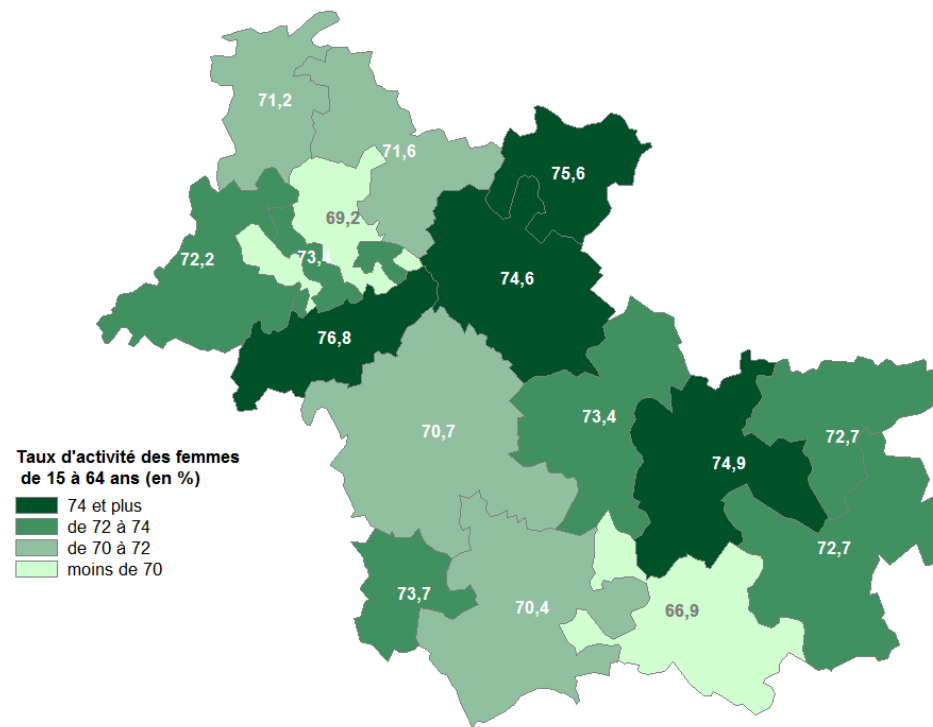 71,2
71,6
75,6
69,2
72,2
73,4
74,6
76,8
73,4
70,7
72,7
74,9
Taux d'activité des femmes
de 15 à 64 ans (en %)
74 et plus
de 72 à 74
de 70 à 72
moins de 70
72,7
73,7
70,4
66,9